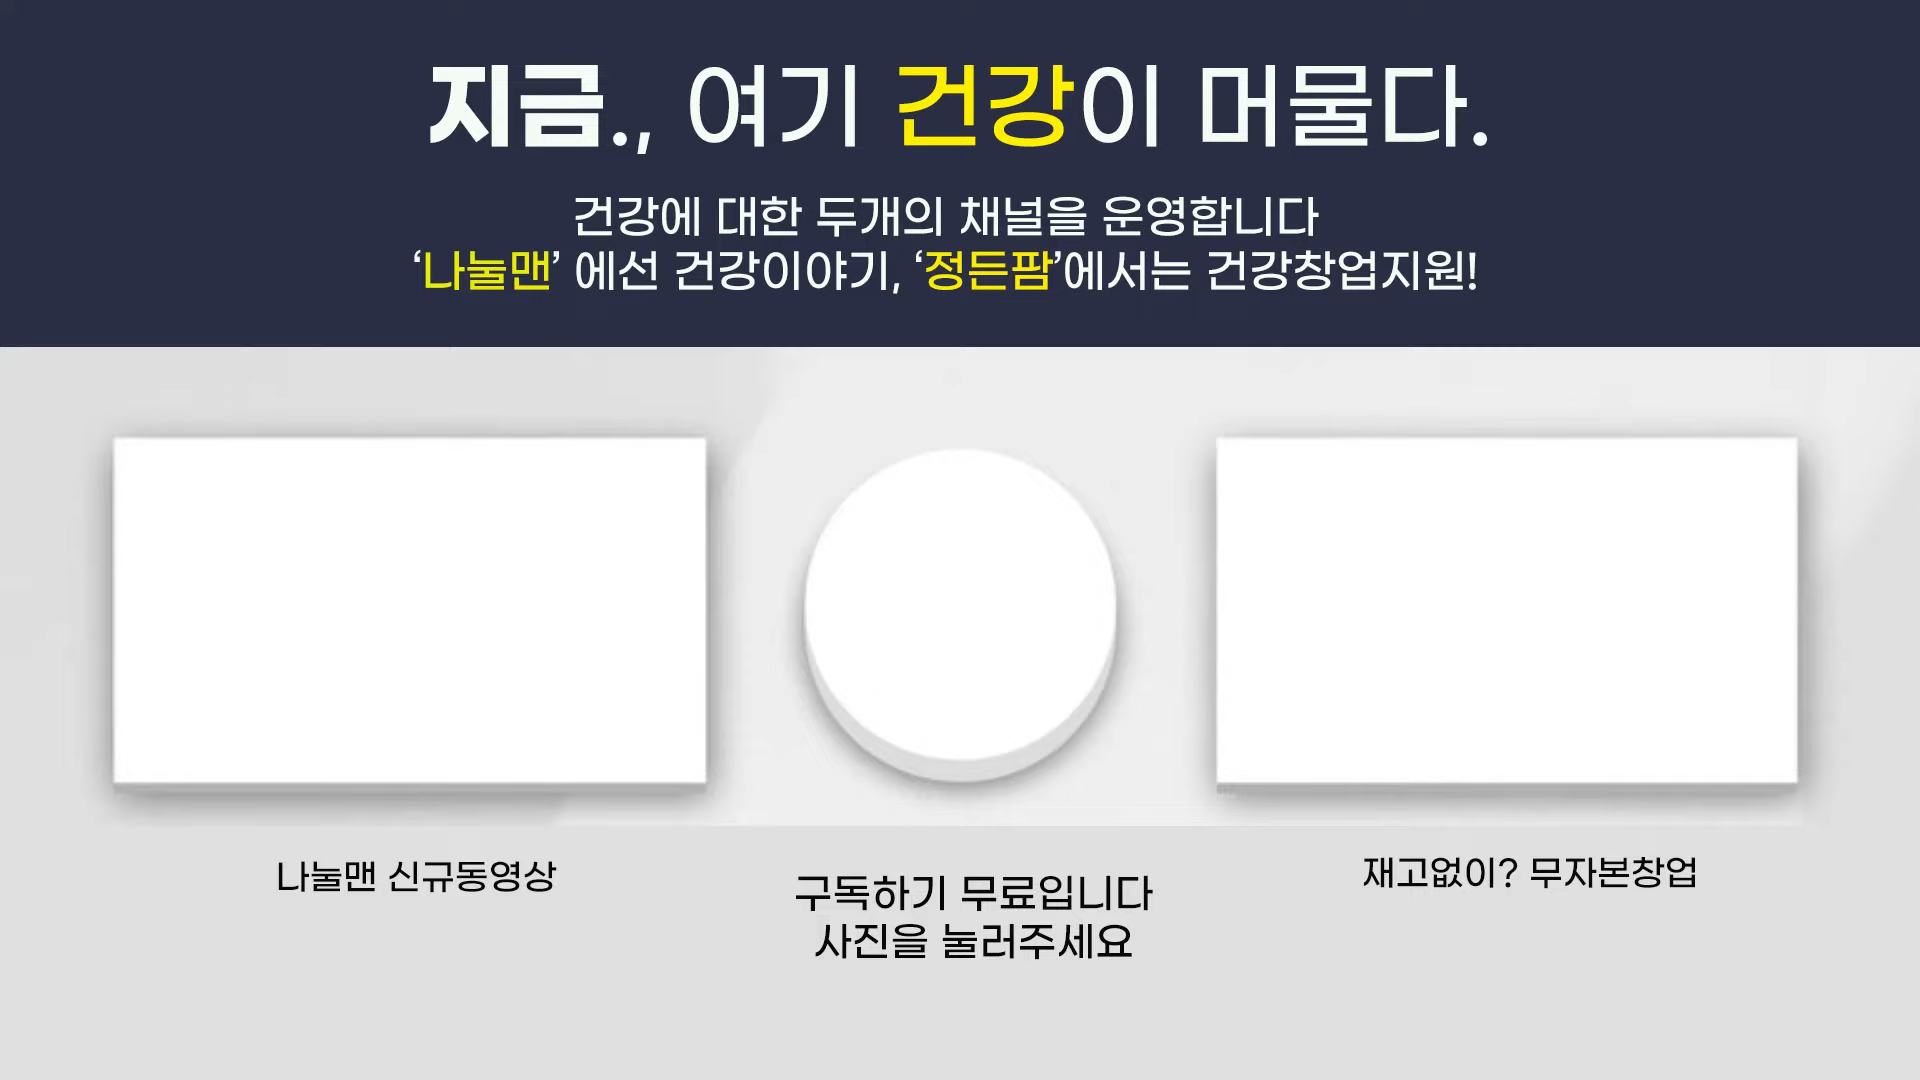 지금., 여기 건강이 머물다.
건강에 대한 두개의 채널을 운영합니다
‘나눌맨’ 에선 건강이야기, ‘정든팜’에서는 건강창업지원!
나눌맨 신규동영상
구독하기 무료입니다
사진을 눌러주세요
재고없이? 무자본창업